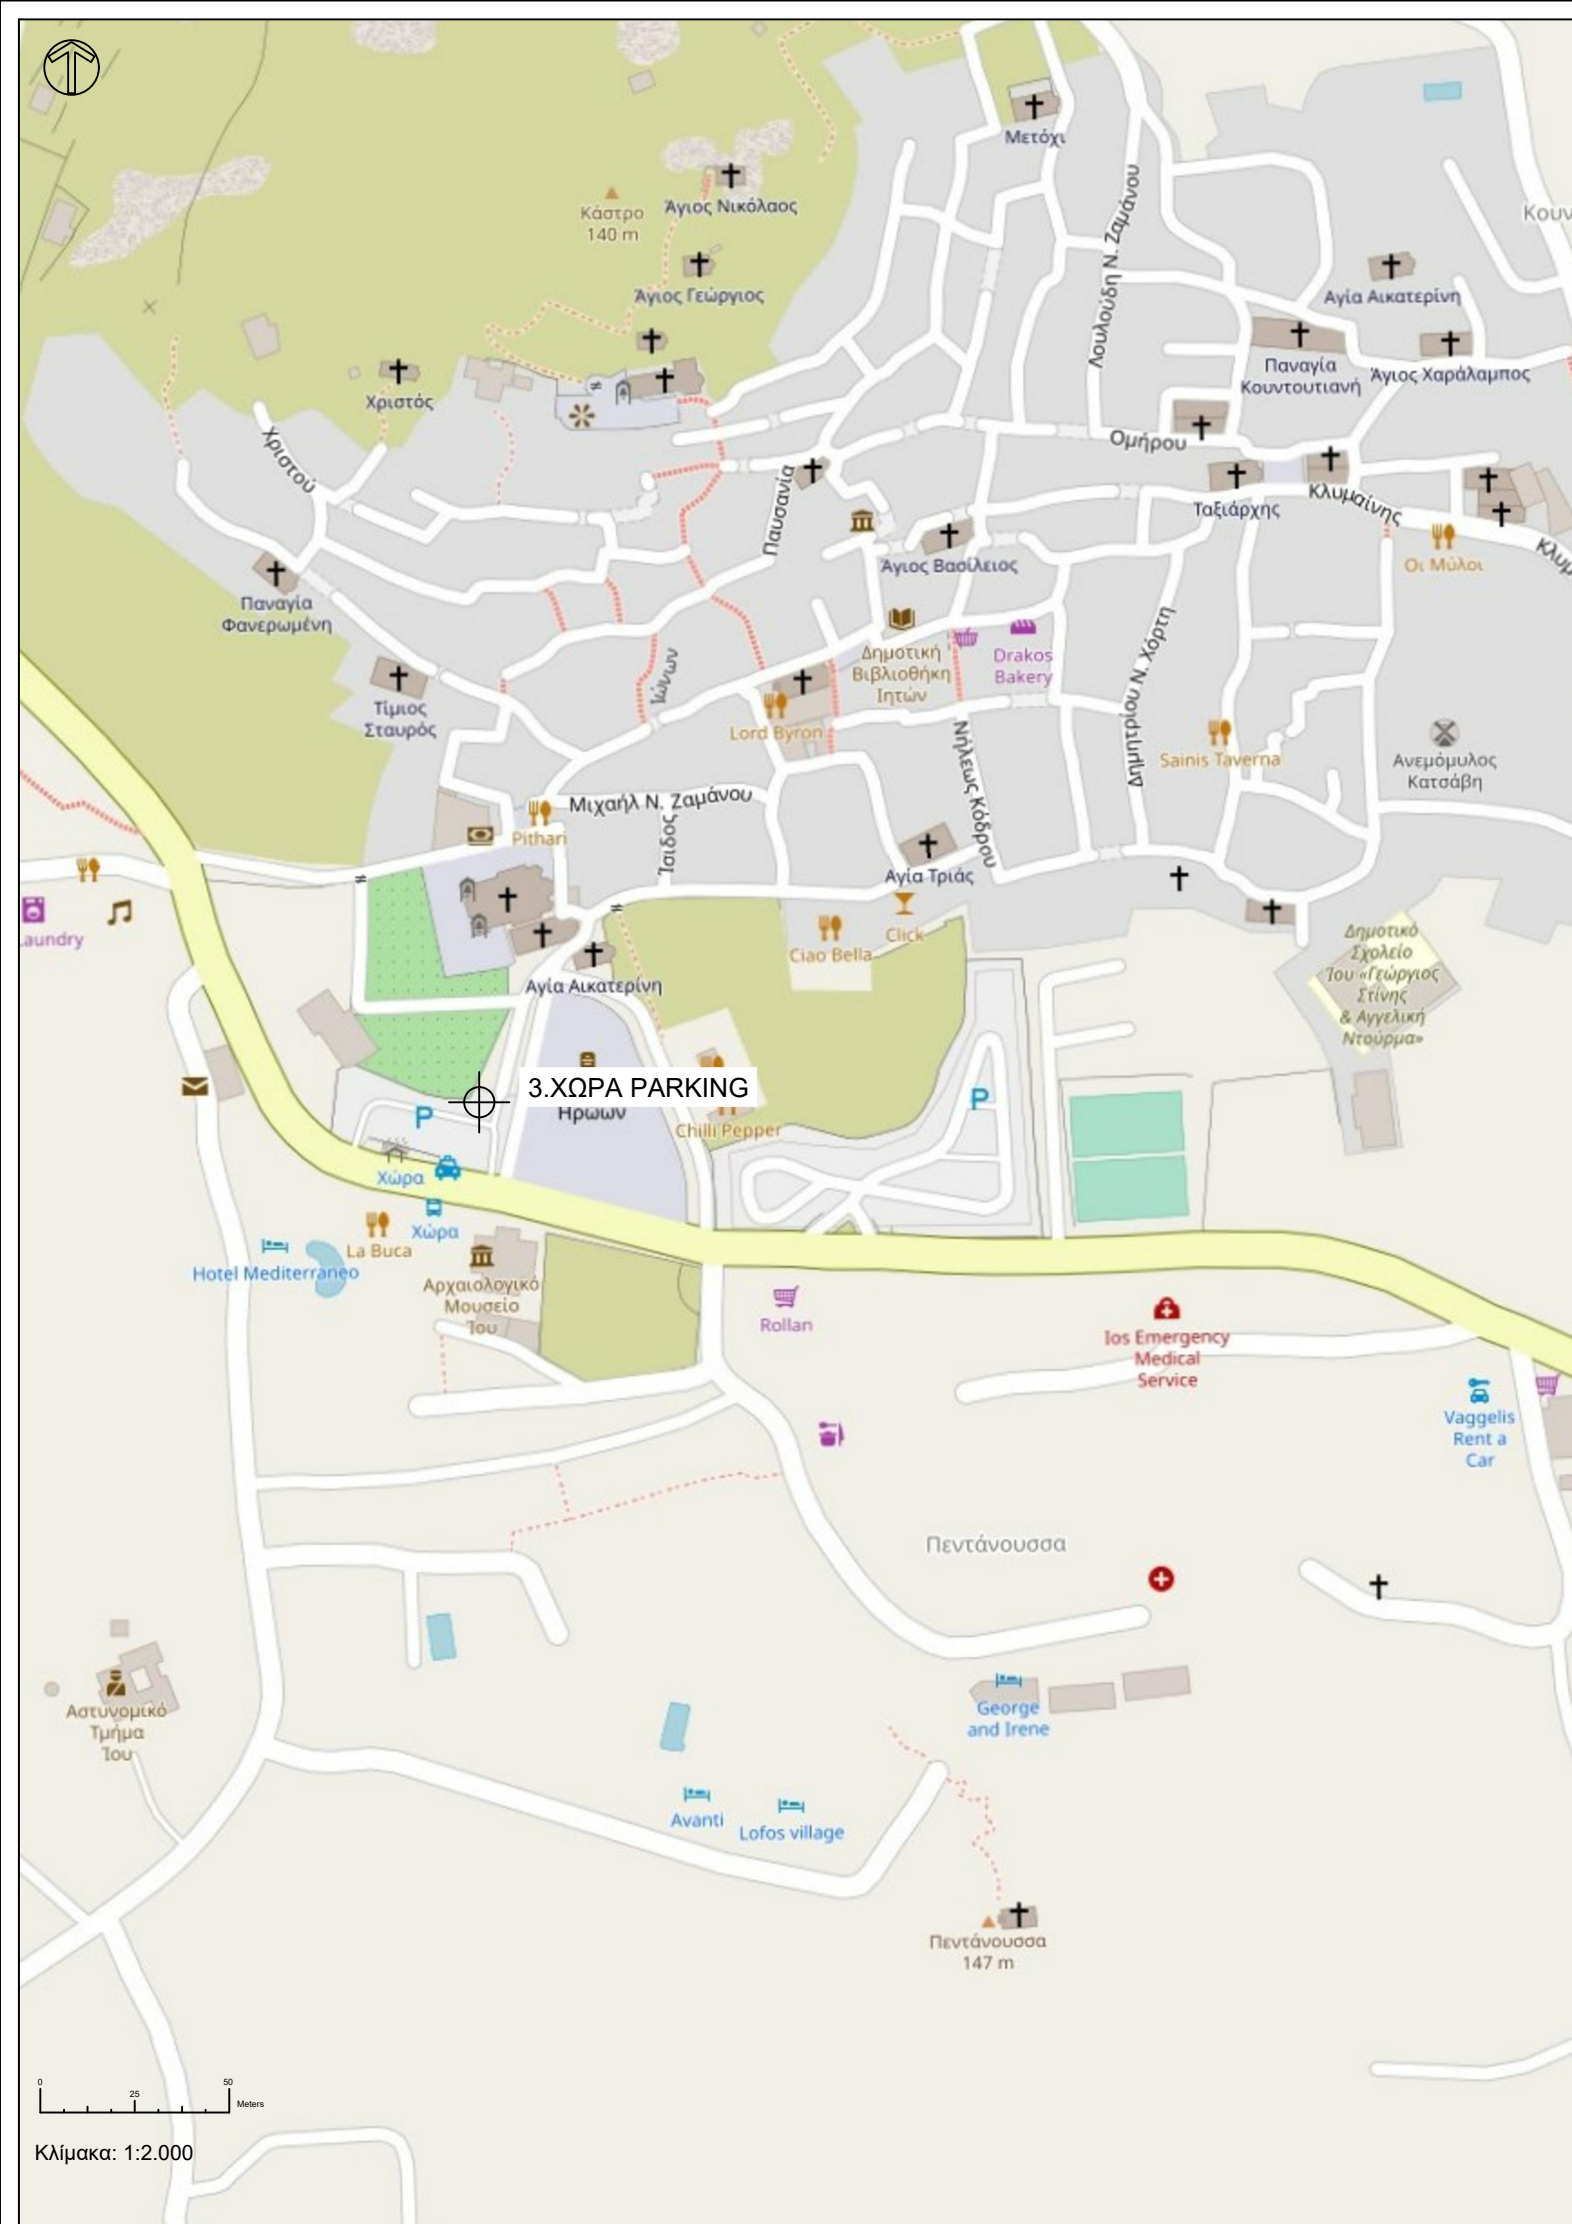 Μετόχι
Λουλούδη Ν. Ζαμάνου
Κάστρο
140 m
Άγιος Νικόλαος
Κουν
Άγιος Γεώργιος
Αγία Αικατερίνη
Χριστός
Παναγία
Κουντουτιανή
Άγιος Χαράλαμπος
Χριστού
Ομήρου
Παυσανία
Ταξιάρχης
Κλυμαίνης
Οι Μύλοι
Κλυμ
Άγιος Βασίλειος
Παναγία
Φανερωμένη
Δημοτική
Βιβλιοθήκη
Ιητών
Drakos
Bakery
Δημητρίου Ν. Χόρτη
Τίμιος
Σταυρός
Ιώνων
Lord Byron
Νήλεως Κόδρου
Sainis Taverna
Ανεμόμυλος
Κατσάβη
Μιχαήλ Ν. Ζαμάνου
Pithari
Ίσιδος
Αγία Τριάς
aundry
Ciao Bella
Click
Δημοτικό
Σχολείο
Ίου «Γεώργιος
Στίνης
& Αγγελική
Ντούρμα»
Αγία Αικατερίνη
3.ΧΩΡΑ PARKING
P
P
Ηρώων
Chilli Pepper
Χώρα
Χώρα
La Buca
Hotel Mediterraneo
Αρχαιολογικό
Μουσείο
Ίου
Rollan
Ios Emergency
Medical
Service
Vaggelis
Rent a
Car
Πεντάνουσσα
Αστυνομικό
Τμήμα
Ίου
George
and Irene
Avanti
Lofos village
Πεντάνουσσα
147 m
0 25 50
Meters
Κλίμακα: 1:2.000